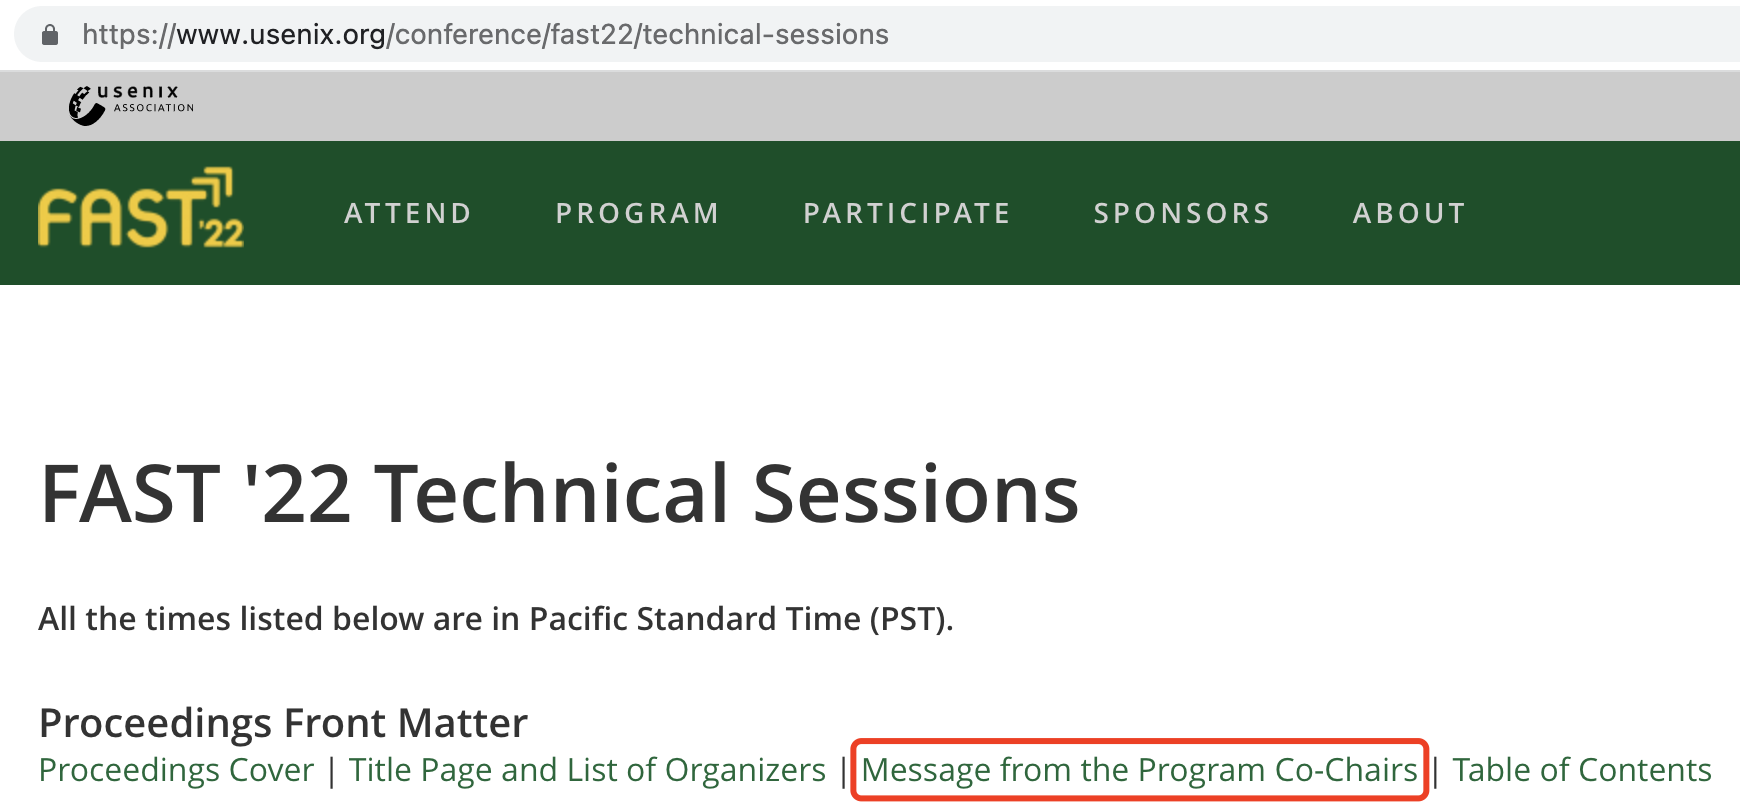 https://www.usenix.org/conference/fast22/technical-sessions
usenix
ASSOCIATION
FAST '22
ATTEND PROGRAM PARTICIPATE SPONSORS ABOUT
FAST '22 Technical Sessions
All the times listed below are in Pacific Standard Time (PST).
Proceedings Front Matter
Proceedings Cover | Title Page and List of Organizers | Message from the Program Co-Chairs | Table of Contents